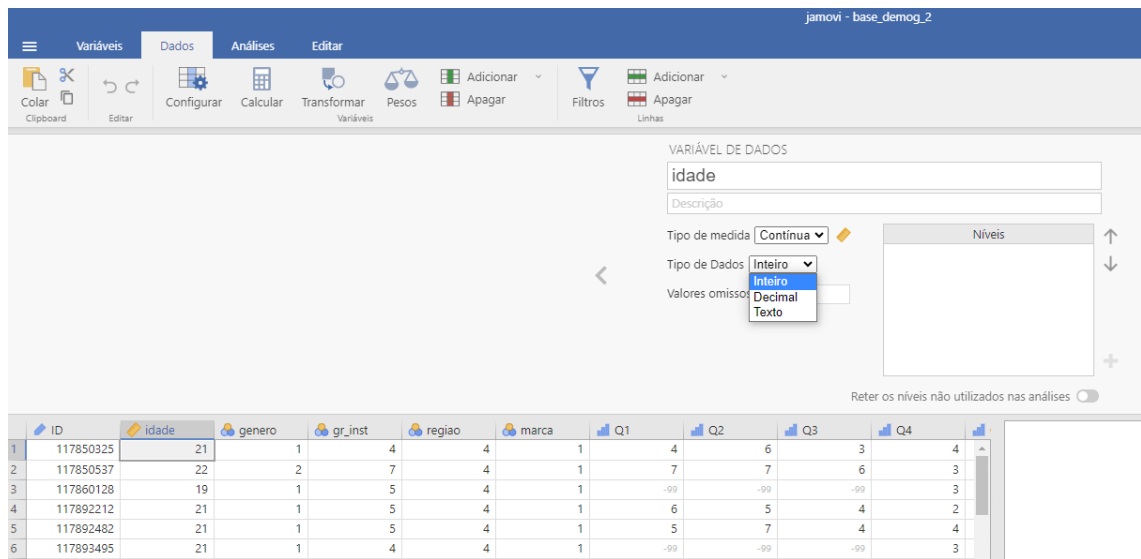 jamovi - base_demog_2
Variáveis Dados Análises Editar
Colar Configurar Calcular Transformar Pesos Adicionar Apagar Filtros Adicionar Apagar
Clipboard Editar Variáveis Linhas
VARIÁVEL DE DADOS
idade
Descrição
Tipo de medida Contínua Níveis
Tipo de Dados Inteiro
Inteiro
Valores omissos Decimal
Texto
Reter os níveis não utilizados nas análises
ID idade genero gr_inst regiao marca Q1 Q2 Q3 Q4
1 117850325 21 1 4 4 1 4 6 3 4
2 117850537 22 2 7 4 1 7 7 6 3
3 117860128 19 1 5 4 1 -99 -99 -99 3
4 117892212 21 1 5 4 1 6 5 4 2
5 117892482 21 1 5 4 1 5 7 4 4
6 117893495 21 1 4 4 1 -99 -99 -99 3